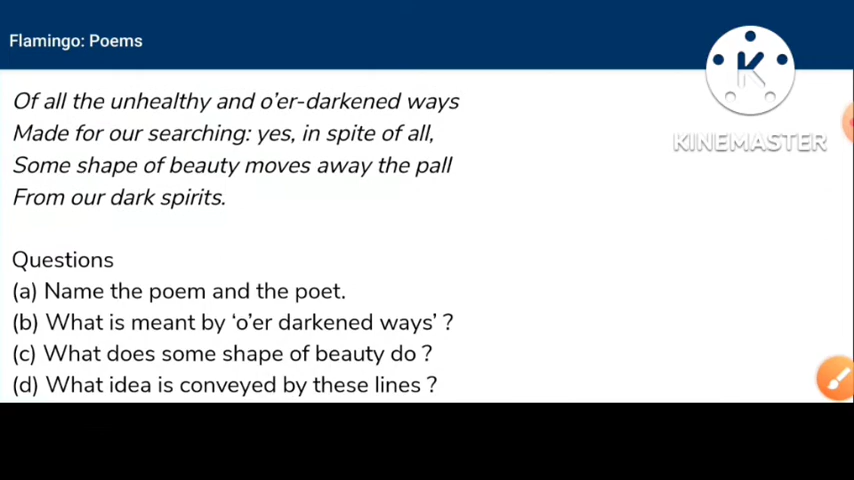 Flamingo: Poems
KINEMASTER
Of all the unhealthy and o’er-darkened ways
Made for our searching: yes, in spite of all,
Some shape of beauty moves away the pall
From our dark spirits.
Questions
(a) Name the poem and the poet.
(b) What is meant by ‘o’er darkened ways’ ?
(c) What does some shape of beauty do ?
(d) What idea is conveyed by these lines ?